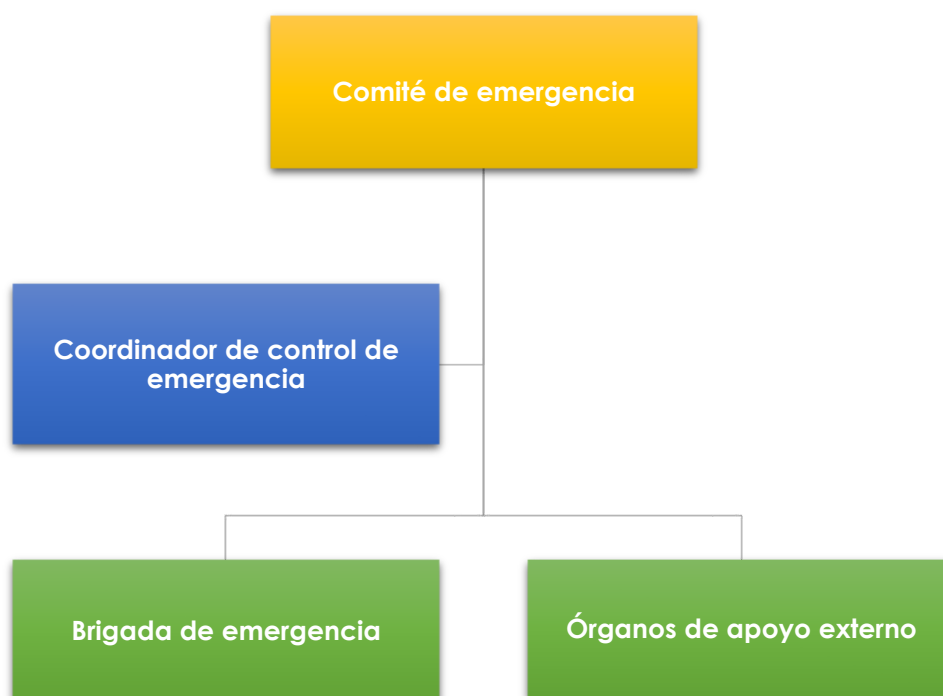 Comité de emergencia
Coordinador de control de
emergencia
Brigada de emergencia
Órganos de apoyo externo